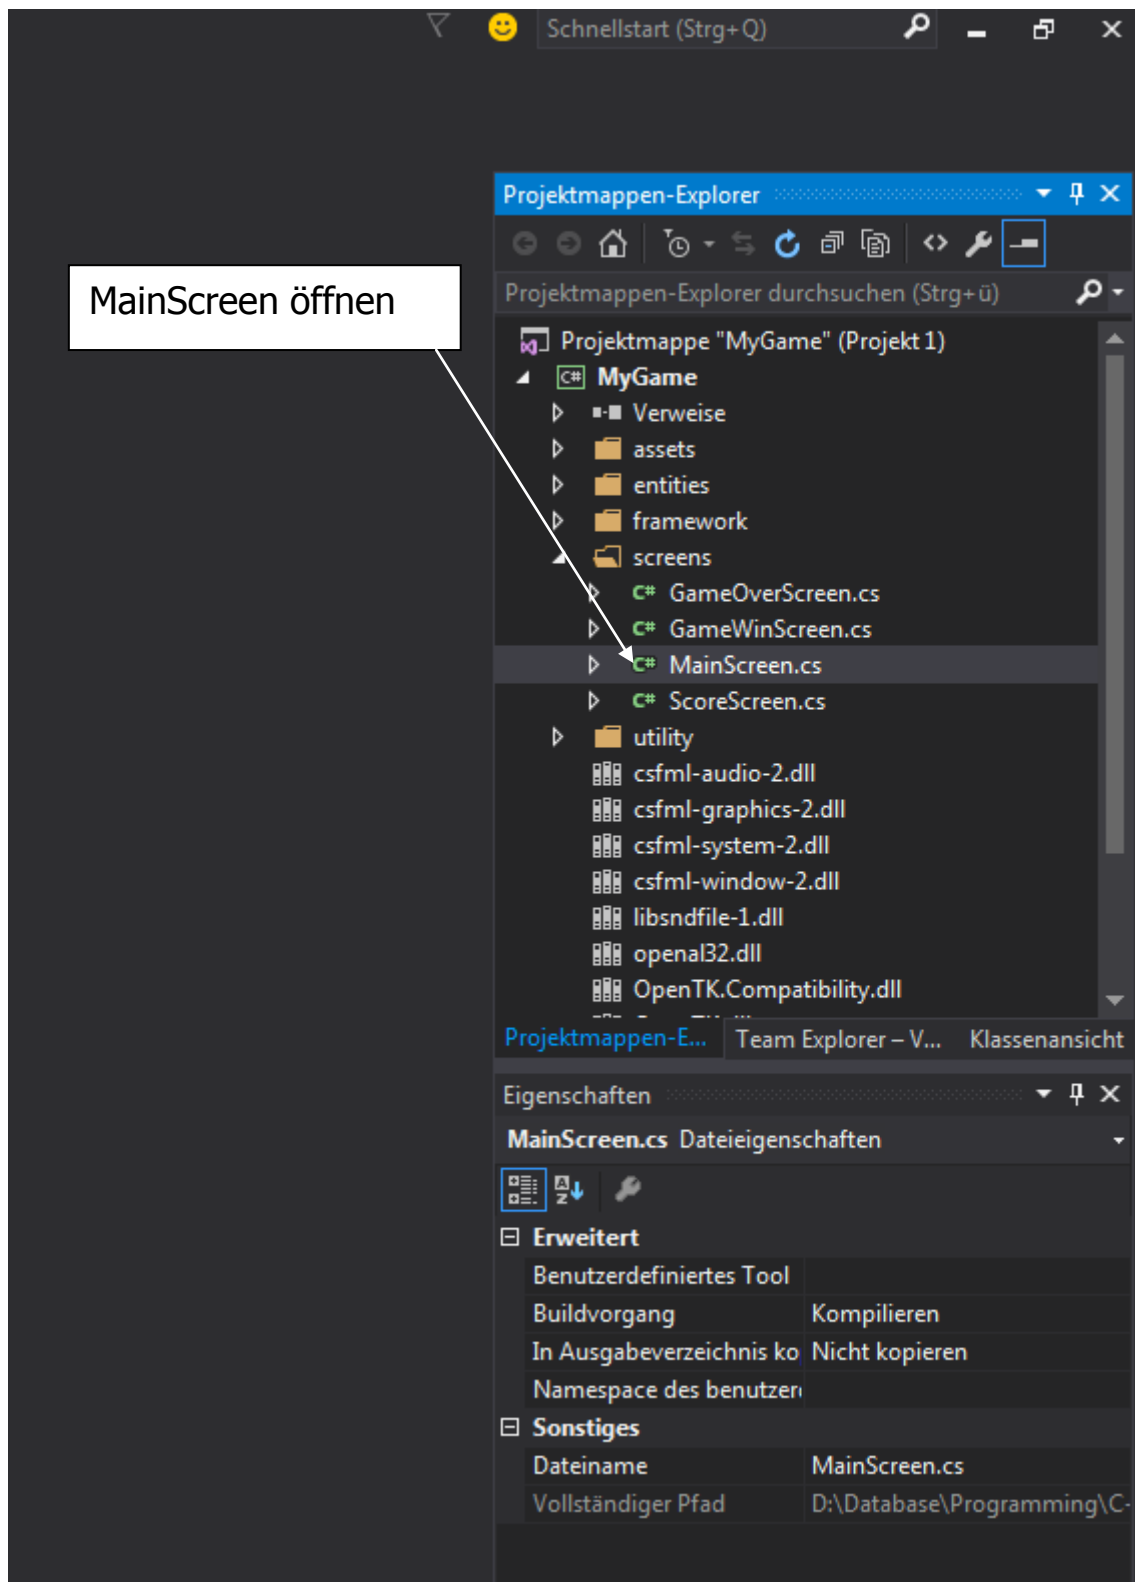 Schnellstart (Strg+Q)
Projektmappen-Explorer
MainScreen öffnen
Projektmappen-Explorer durchsuchen (Strg+ü)
Projektmappe "MyGame" (Projekt 1)
C# MyGame
Verweise
assets
entities
framework
screens
C# GameOverScreen.cs
C# GameWinScreen.cs
C# MainScreen.cs
C# ScoreScreen.cs
utility
csfml-audio-2.dll
csfml-graphics-2.dll
csfml-system-2.dll
csfml-window-2.dll
libsndfile-1.dll
openal32.dll
OpenTK.Compatibility.dll
Projektmappen-E... Team Explorer – V... Klassenansicht
Eigenschaften
MainScreen.cs Dateieigenschaften
Erweitert
Benutzerdefiniertes Tool
Buildvorgang Kompilieren
In Ausgabeverzeichnis ko Nicht kopieren
Namespace des benutzer
Sonstiges
Dateiname MainScreen.cs
Vollständiger Pfad D:\Database\Programming\C-